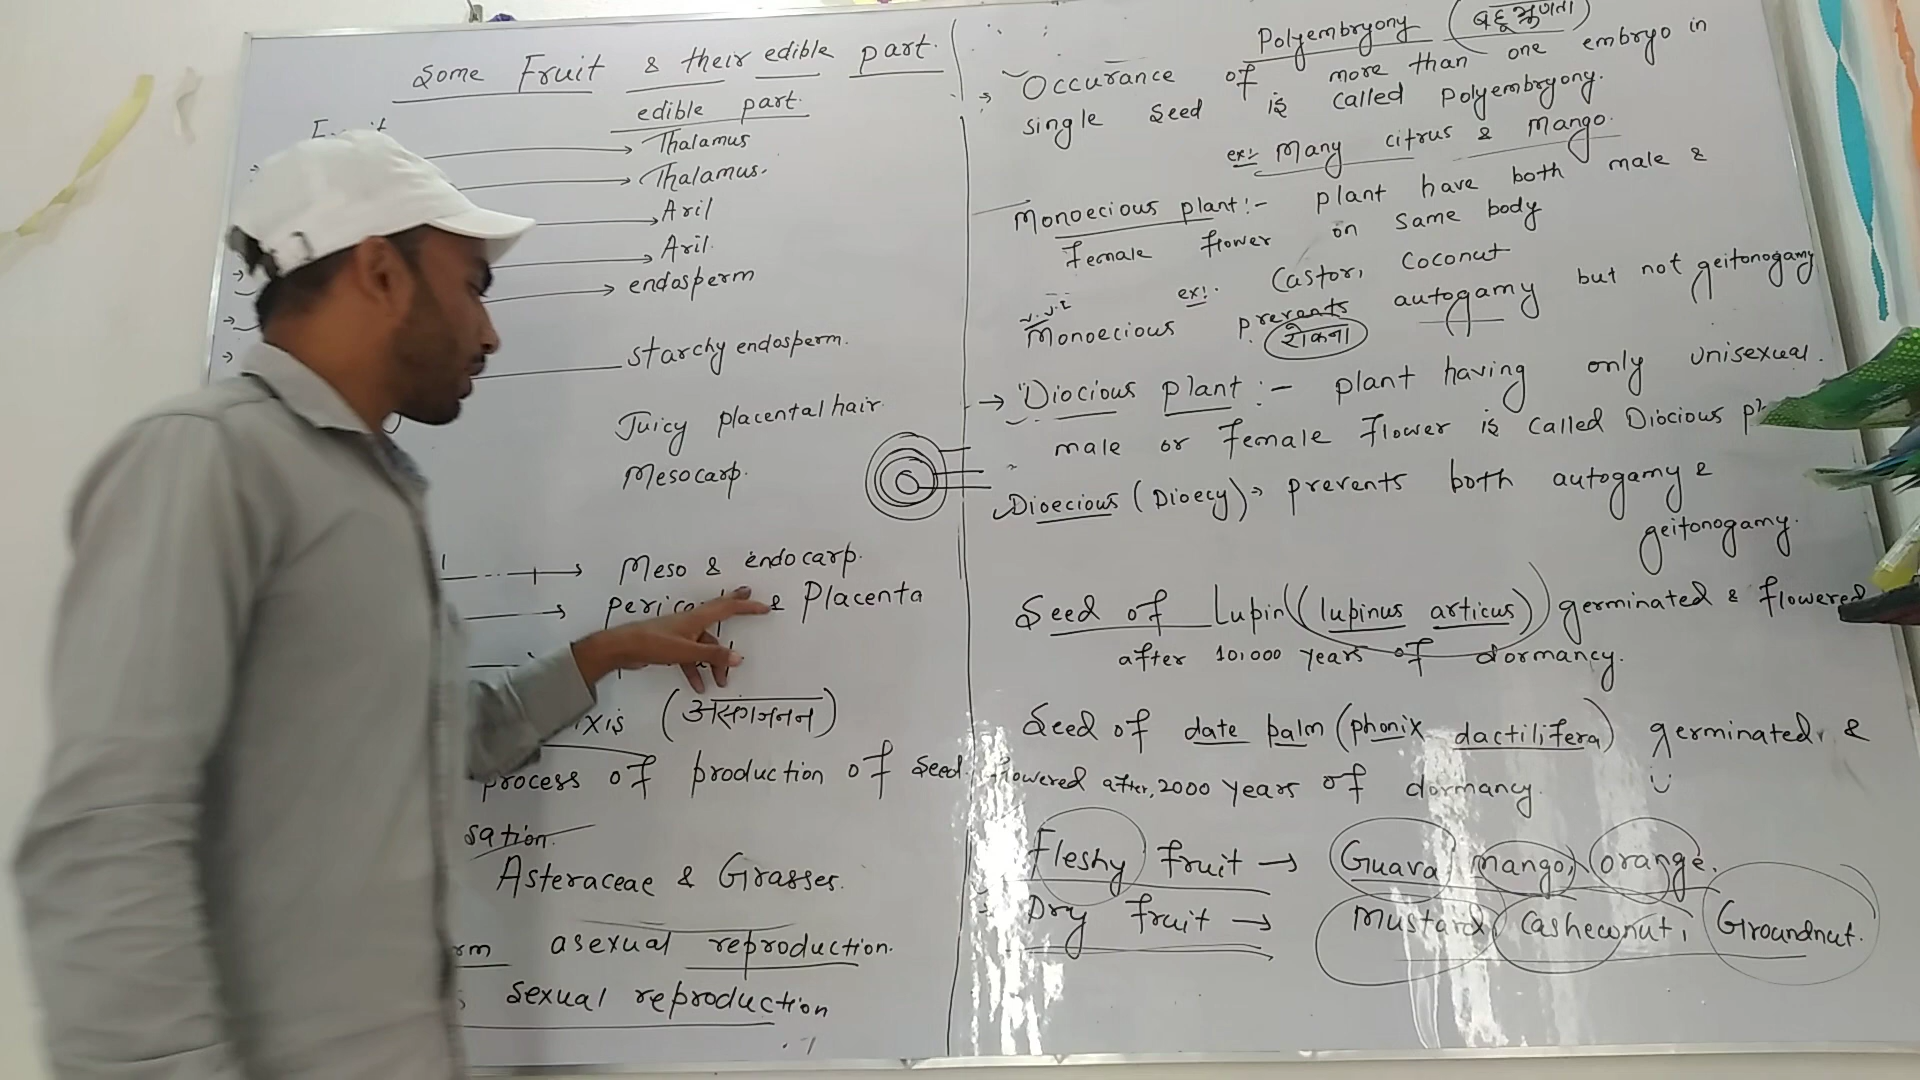 Some Fruit & their edible part.
edible part.
Thalamus
Thalamus.
Aril
Aril.
endosperm
starchy endosperm.
Juicy placental hair.
Mesocarp.
Meso & endocarp.
& Placenta
xis (असंगजनन)
process of production of seed.
sation.
Asteraceae & Grasses.
rm asexual reproduction.
sexual reproduction
Polyembryony (बहुभ्रूणता)
→ Occurance of more than one embryo in
single seed is called polyembryony.
ex:- Many citrus & Mango.
Monoecious plant:- plant have both male &
Female flower on same body
ex:- Castor, Coconut
v.v.I
Monoecious prevents autogamy but not geitonogamy
(रोकना)
→ Diocious plant :- plant having only unisexual.
male or Female Flower is called Diocious
Dioecious (Dioecy)→ prevents both autogamy &
geitonogamy.
Seed of Lupin (lupinus articus) germinated & flowered
after 10,000 years of dormancy.
Seed of date palm (phonix dactilifera) germinated &
flowered after 2000 years of dormancy.
Fleshy fruit → Guava, mango, orange.
Dry fruit → Mustard, Cashewnut, Groundnut.